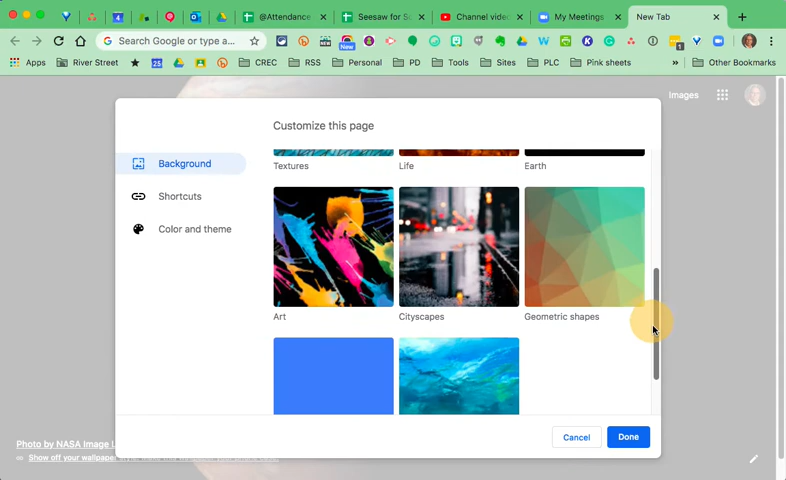 @Attendance
Seesaw for Sc
Channel video
My Meetings
New Tab
Search Google or type a...
New
Apps
River Street
CREC
RSS
Personal
PD
Tools
Sites
PLC
Pink sheets
Other Bookmarks
Images
Customize this page
Background
Shortcuts
Color and theme
Textures
Life
Earth
Art
Cityscapes
Geometric shapes
Cancel
Done
Photo by NASA Image L
Show off your wallpaper